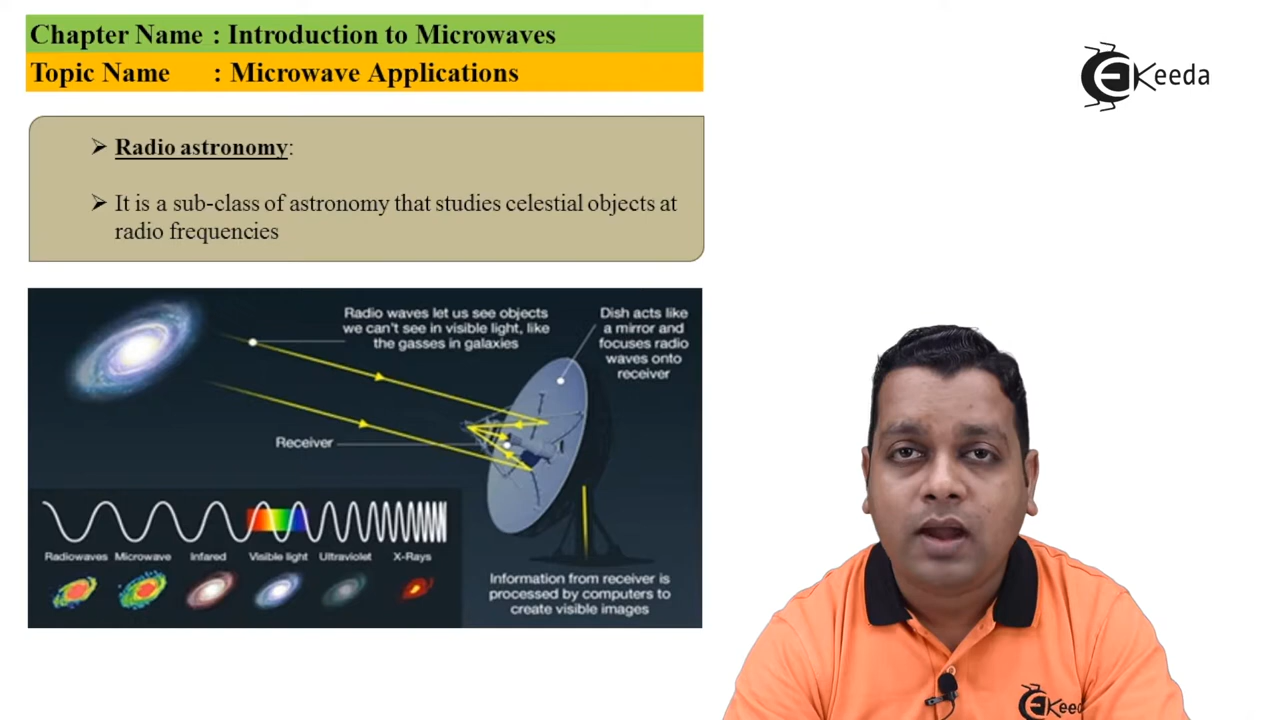 Chapter Name : Introduction to Microwaves
Topic Name : Microwave Applications
Keeda
➢ Radio astronomy:
➢ It is a sub-class of astronomy that studies celestial objects at
radio frequencies
Radio waves let us see objects
we can't see in visible light, like
the gasses in galaxies
Dish acts like
a mirror and
focuses radio
waves onto
receiver
Receiver
Radiowaves Microwave Infared Visible light Ultraviolet X-Rays
Information from receiver is
processed by computers to
create visible images
Keed